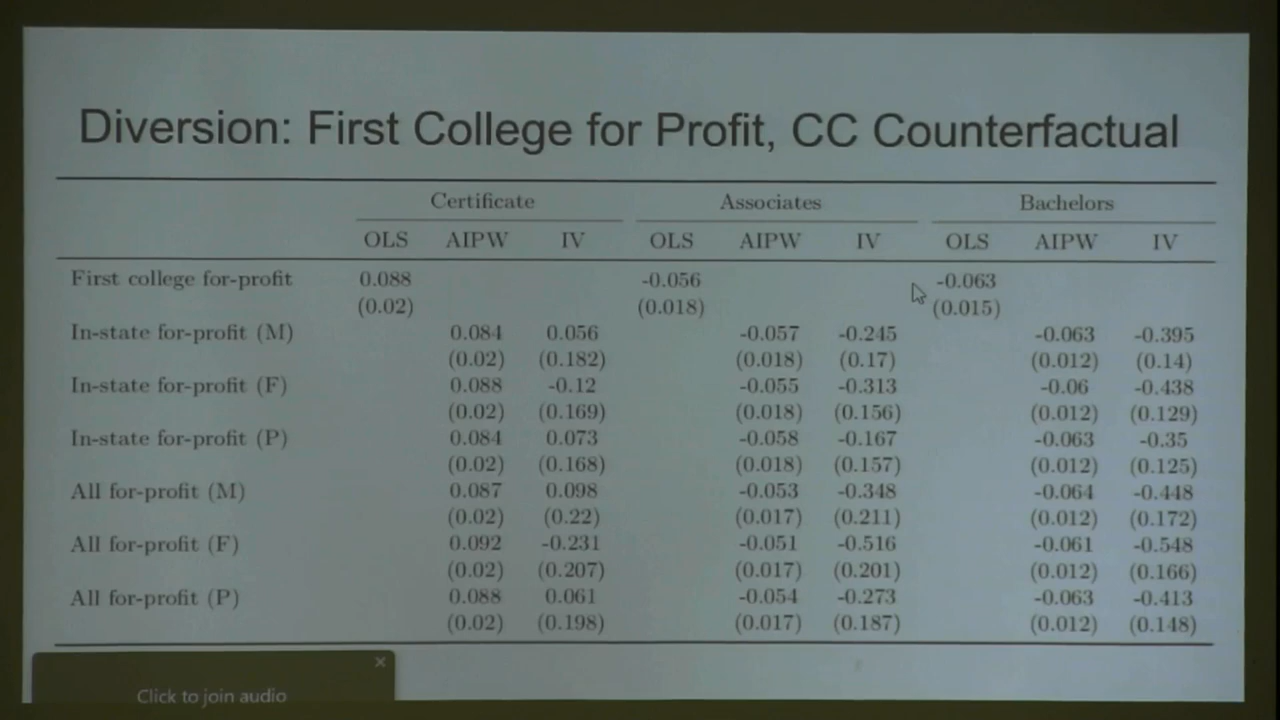 Diversion: First College for Profit, CC Counterfactual
Certificate Associates Bachelors
OLS AIPW IV OLS AIPW IV OLS AIPW IV
First college for-profit 0.088 -0.056 -0.063
(0.02) (0.018) (0.015)
In-state for-profit (M) 0.084 0.056 -0.057 -0.245 -0.063 -0.395
(0.02) (0.182) (0.018) (0.17) (0.012) (0.14)
In-state for-profit (F) 0.088 -0.12 -0.055 -0.313 -0.06 -0.438
(0.02) (0.169) (0.018) (0.156) (0.012) (0.129)
In-state for-profit (P) 0.084 0.073 -0.058 -0.167 -0.063 -0.35
(0.02) (0.168) (0.018) (0.157) (0.012) (0.125)
All for-profit (M) 0.087 0.098 -0.053 -0.348 -0.064 -0.448
(0.02) (0.22) (0.017) (0.211) (0.012) (0.172)
All for-profit (F) 0.092 -0.231 -0.051 -0.516 -0.061 -0.548
(0.02) (0.207) (0.017) (0.201) (0.012) (0.166)
All for-profit (P) 0.088 0.061 -0.054 -0.273 -0.063 -0.413
(0.02) (0.198) (0.017) (0.187) (0.012) (0.148)
Click to join audio